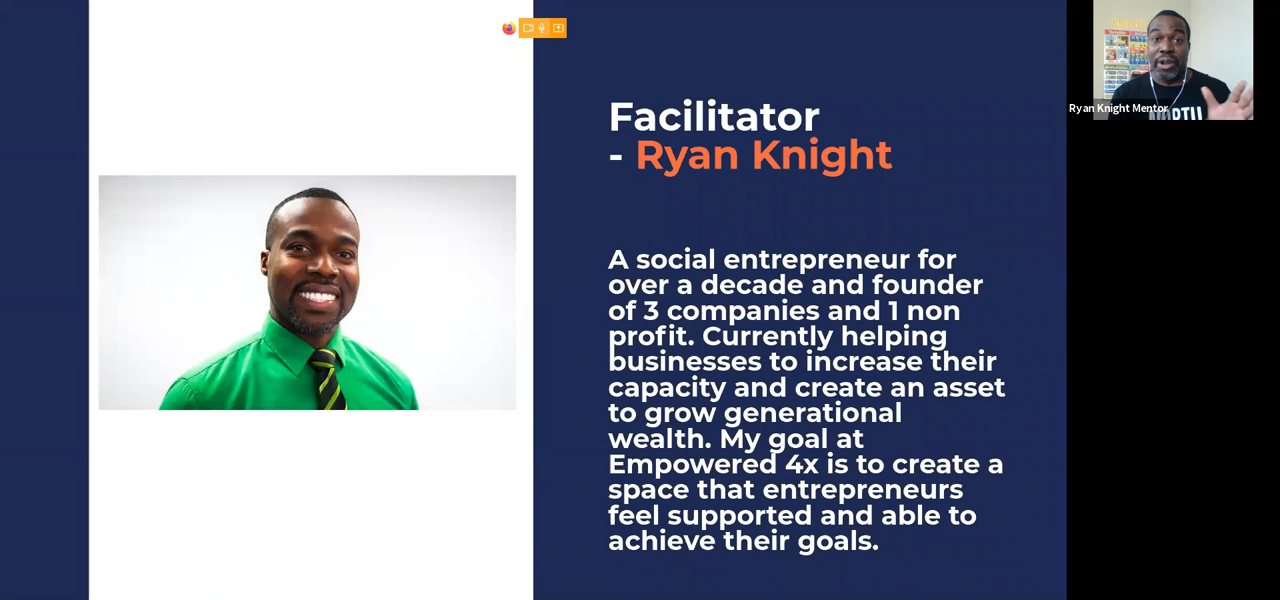 Facilitator
- Ryan Knight
A social entrepreneur for
over a decade and founder
of 3 companies and 1 non
profit. Currently helping
businesses to increase their
capacity and create an asset
to grow generational
wealth. My goal at
Empowered 4x is to create a
space that entrepreneurs
feel supported and able to
achieve their goals.
Ryan Knight Mentor